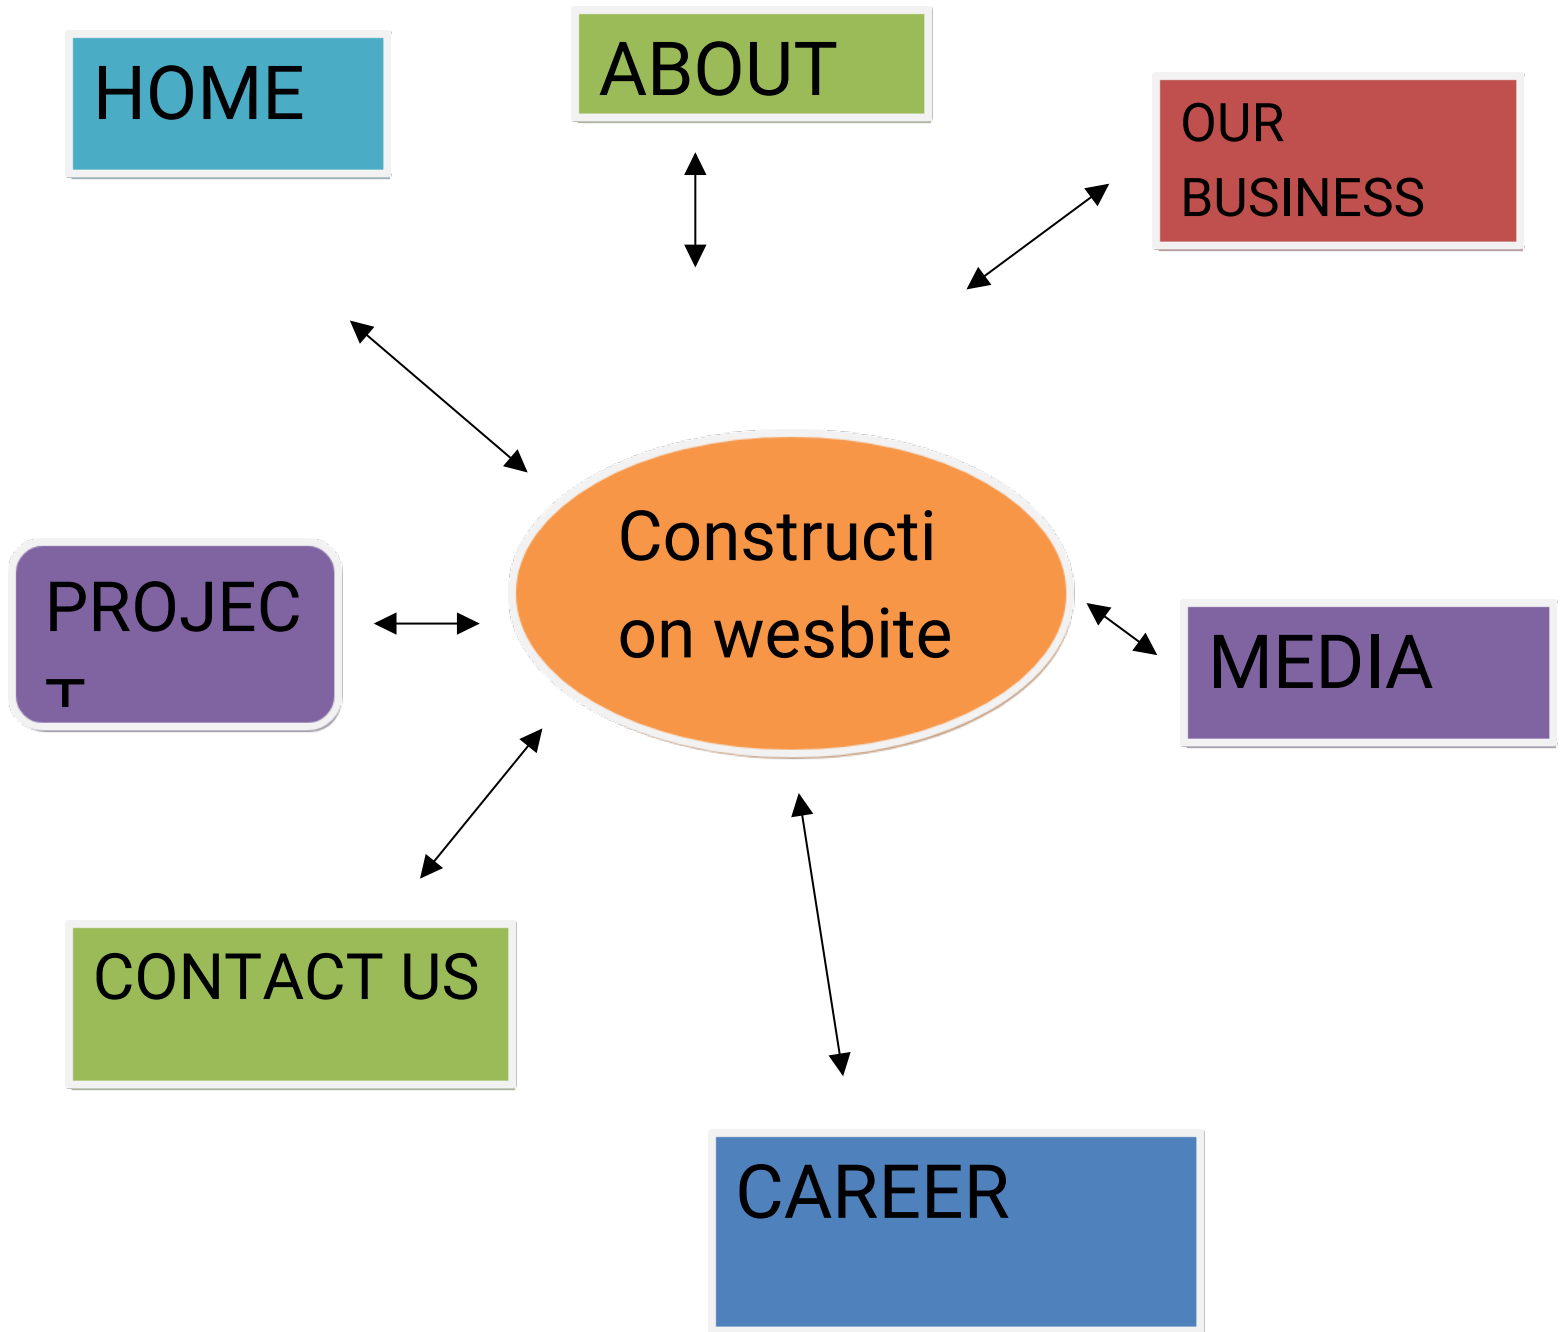 HOME
ABOUT
OUR
BUSINESS
Constructi
on wesbite
PROJEC
T
MEDIA
CONTACT US
CAREER